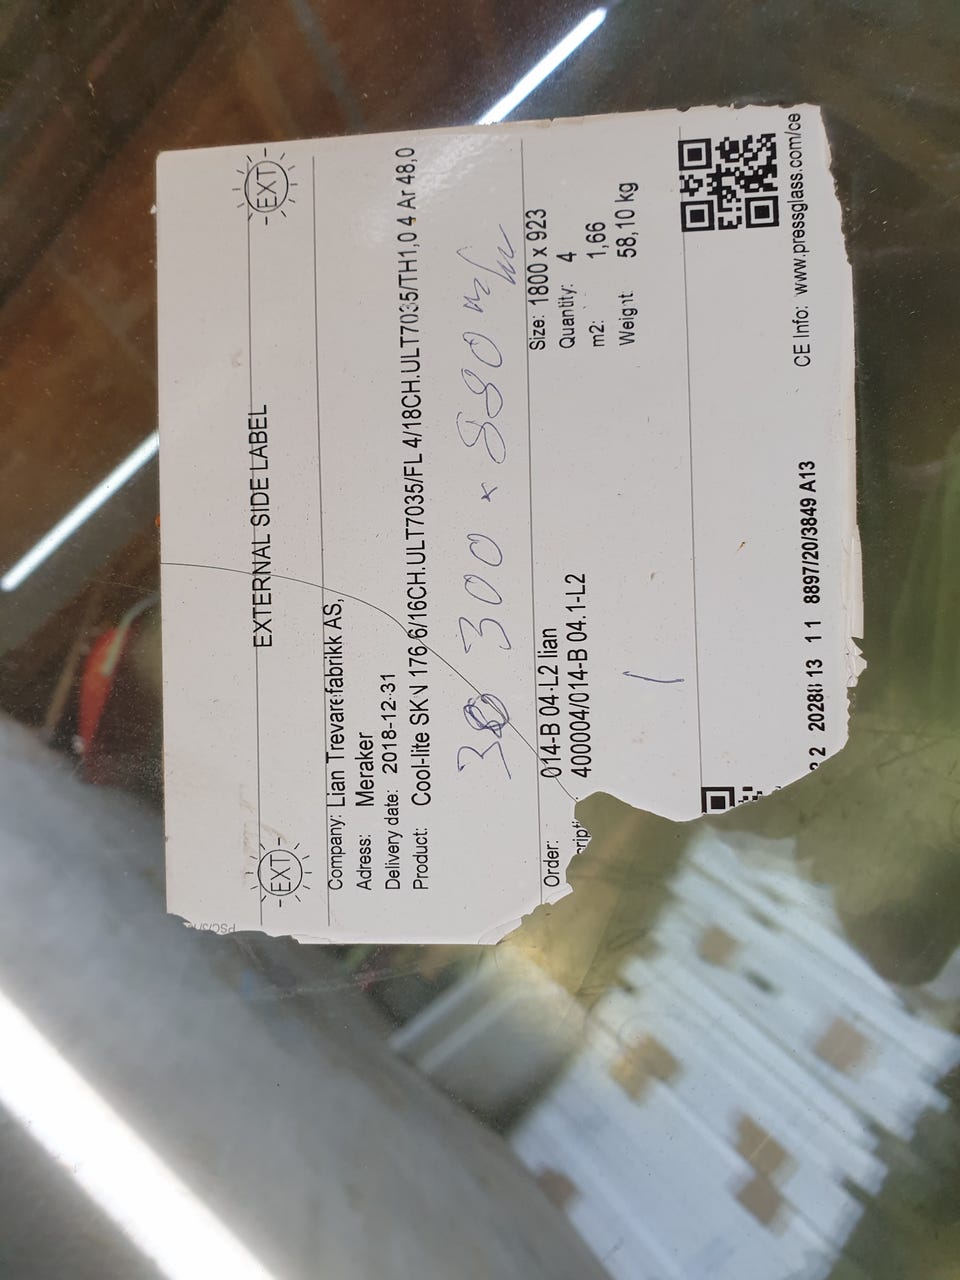 EXT
EXT
EXTERNAL SIDE LABEL
Company: Lian Trevarefabrikk AS,
Adress: Meraker
Delivery date: 2018-12-31
Product: Cool-lite SKN 176 6/16CH.ULT7035/FL 4/18CH.ULT7035/TH1,0 4 Ar 48,0
300 × 880
Order: 014-B 04-L2 lian
400004/014-B 04.1-L2
Size: 1800 x 923
Quantity: 4
m2: 1,66
Weight: 58,10 kg
13 11 8897/20/3849 A13
CE Info: www.pressglass.com/ce